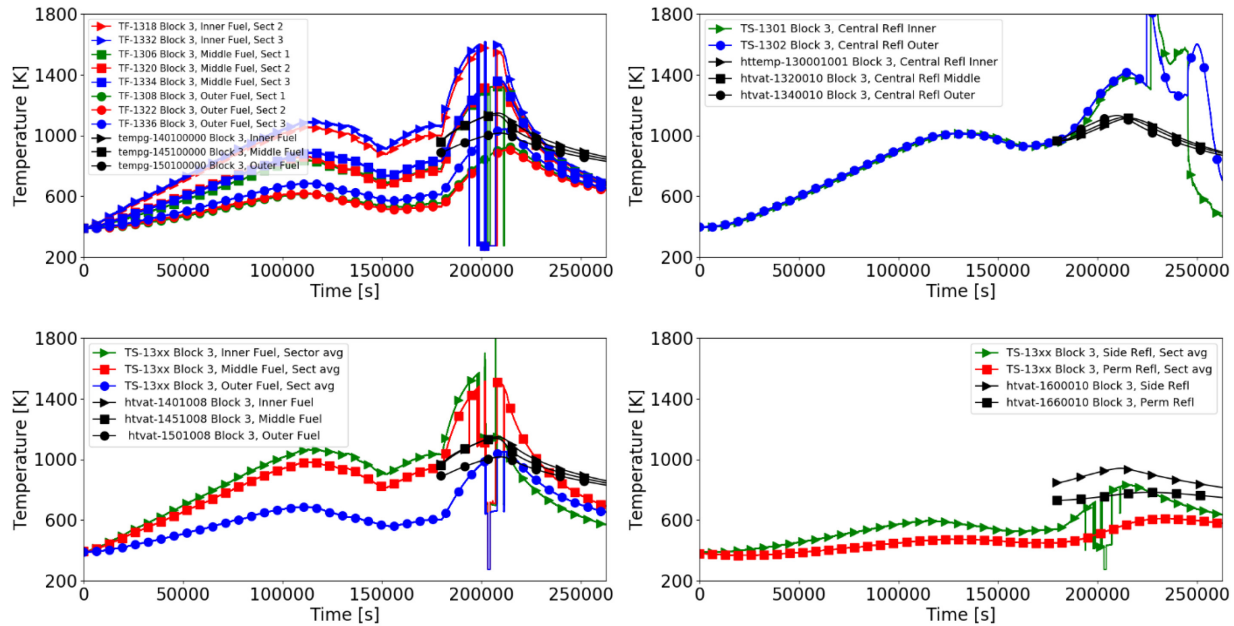 1800
1400
1000
600
200
Temperature [K]
TF-1318 Block 3, Inner Fuel, Sect 2
TF-1332 Block 3, Inner Fuel, Sect 3
TF-1306 Block 3, Middle Fuel, Sect 1
TF-1320 Block 3, Middle Fuel, Sect 2
TF-1334 Block 3, Middle Fuel, Sect 3
TF-1308 Block 3, Outer Fuel, Sect 1
TF-1322 Block 3, Outer Fuel, Sect 2
TF-1336 Block 3, Outer Fuel, Sect 3
tempg-140100000 Block 3, Inner Fuel
tempg-145100000 Block 3, Middle Fuel
tempg-150100000 Block 3, Outer Fuel
0 50000 100000 150000 200000 250000
Time [s]
1800
1400
1000
600
200
Temperature [K]
TS-1301 Block 3, Central Refl Inner
TS-1302 Block 3, Central Refl Outer
httemp-130001001 Block 3, Central Refl Inner
htvat-1320010 Block 3, Central Refl Middle
htvat-1340010 Block 3, Central Refl Outer
0 50000 100000 150000 200000 250000
Time [s]
1800
1400
1000
600
200
Temperature [K]
TS-13xx Block 3, Inner Fuel, Sector avg
TS-13xx Block 3, Middle Fuel, Sect avg
TS-13xx Block 3, Outer Fuel, Sect avg
htvat-1401008 Block 3, Inner Fuel
htvat-1451008 Block 3, Middle Fuel
htvat-1501008 Block 3, Outer Fuel
0 50000 100000 150000 200000 250000
Time [s]
1800
1400
1000
600
200
Temperature [K]
TS-13xx Block 3, Side Refl, Sect avg
TS-13xx Block 3, Perm Refl, Sect avg
htvat-1600010 Block 3, Side Refl
htvat-1660010 Block 3, Perm Refl
0 50000 100000 150000 200000 250000
Time [s]